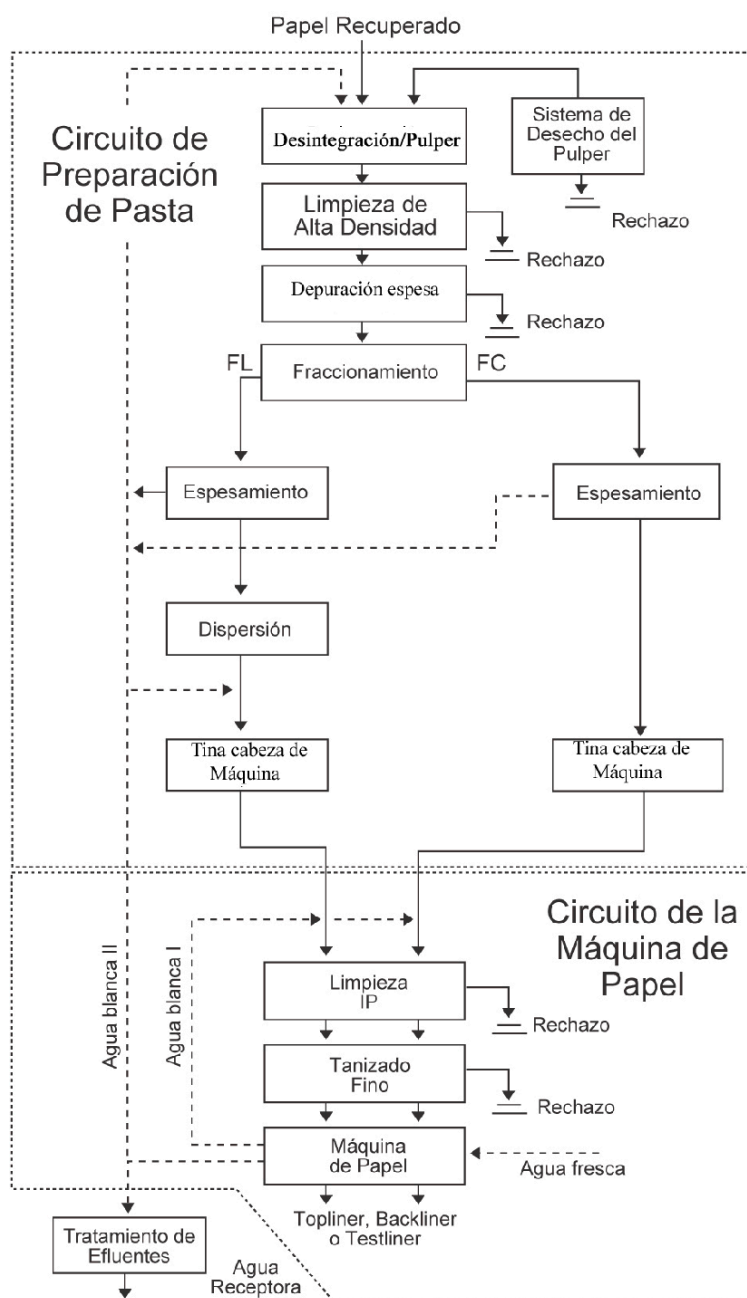 Papel Recuperado
Circuito de
Preparación
de Pasta
Desintegración/Pulper
Sistema de
Desecho del
Pulper
Rechazo
Limpieza de
Alta Densidad
Rechazo
Depuración espesa
Rechazo
FL
Fraccionamiento
FC
Espesamiento
Espesamiento
Dispersión
Tina cabeza de
Máquina
Tina cabeza de
Máquina
Circuito de la
Máquina de
Papel
Agua blanca II
Agua blanca I
Limpieza
IP
Rechazo
Tanizado
Fino
Rechazo
Máquina
de Papel
Agua fresca
Topliner, Backliner
o Testliner
Tratamiento de
Efluentes
Agua
Receptora